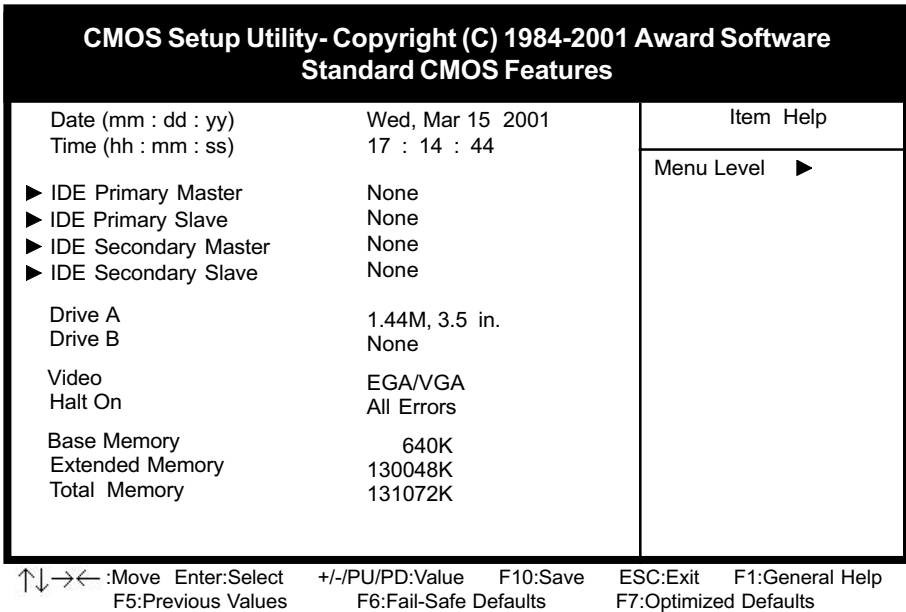 CMOS Setup Utility- Copyright (C) 1984-2001 Award Software
Standard CMOS Features
Date (mm : dd : yy) Wed, Mar 15 2001
Time (hh : mm : ss) 17 : 14 : 44
Item Help
Menu Level ▶
▶ IDE Primary Master None
▶ IDE Primary Slave None
▶ IDE Secondary Master None
▶ IDE Secondary Slave None
Drive A 1.44M, 3.5 in.
Drive B None
Video EGA/VGA
Halt On All Errors
Base Memory 640K
Extended Memory 130048K
Total Memory 131072K
↑↓→← :Move Enter:Select +/-/PU/PD:Value F10:Save ESC:Exit F1:General Help
F5:Previous Values F6:Fail-Safe Defaults F7:Optimized Defaults